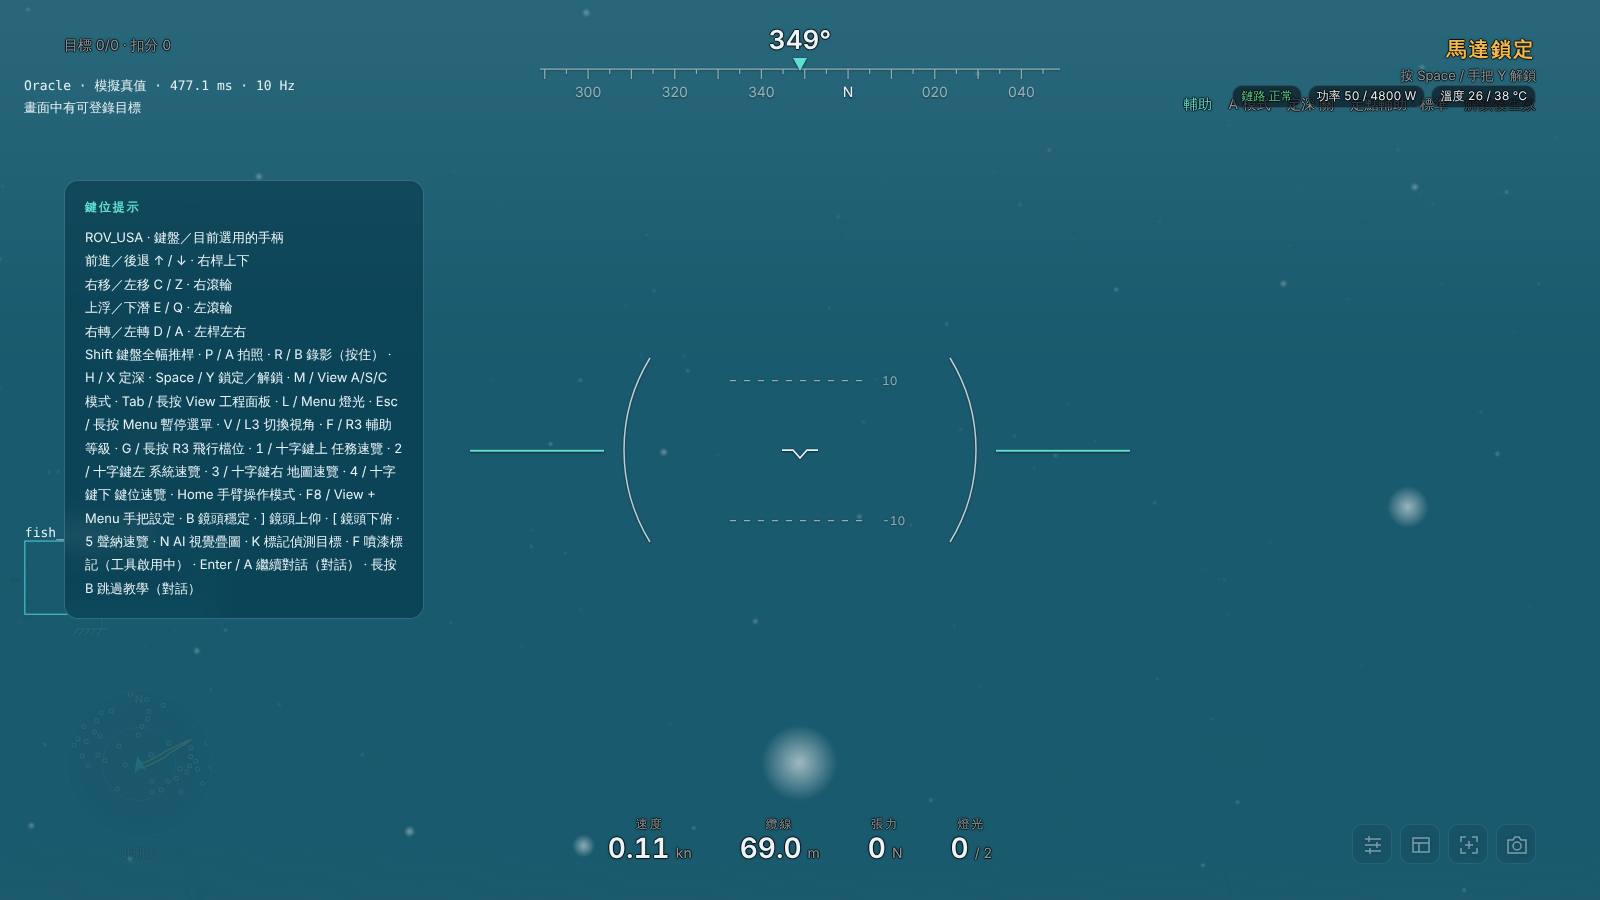 目標 0/0 · 扣分 0
349°
馬達鎖定
按 Space / 手把 Y 解鎖
Oracle · 模擬真值 · 477.1 ms · 10 Hz
畫面中有可登錄目標
300 320 340 N 020 040
鏈路 正常 功率 50 / 4800 W 溫度 26 / 38 °C
輔助
鍵位提示
ROV_USA · 鍵盤／目前選用的手柄
前進／後退 ↑ / ↓ · 右桿上下
右移／左移 C / Z · 右滾輪
上浮／下潛 E / Q · 左滾輪
右轉／左轉 D / A · 左桿左右
Shift 鍵盤全幅推桿 · P / A 拍照 · R / B 錄影（按住） ·
H / X 定深 · Space / Y 鎖定／解鎖 · M / View A/S/C
模式 · Tab / 長按 View 工程面板 · L / Menu 燈光 · Esc
/ 長按 Menu 暫停選單 · V / L3 切換視角 · F / R3 輔助
等級 · G / 長按 R3 飛行檔位 · 1 / 十字鍵上 任務速覽 · 2
/ 十字鍵左 系統速覽 · 3 / 十字鍵右 地圖速覽 · 4 / 十字
鍵下 鍵位速覽 · Home 手臂操作模式 · F8 / View +
Menu 手把設定 · B 鏡頭穩定 · ] 鏡頭上仰 · [ 鏡頭下俯 ·
5 聲納速覽 · N AI 視覺疊圖 · K 標記偵測目標 · F 噴漆標
記（工具啟用中） · Enter / A 繼續對話（對話） · 長按
B 跳過教學（對話）
fish_
10
-10
速度 纜線 張力 燈光
0.11 kn 69.0 m 0 N 0 / 2